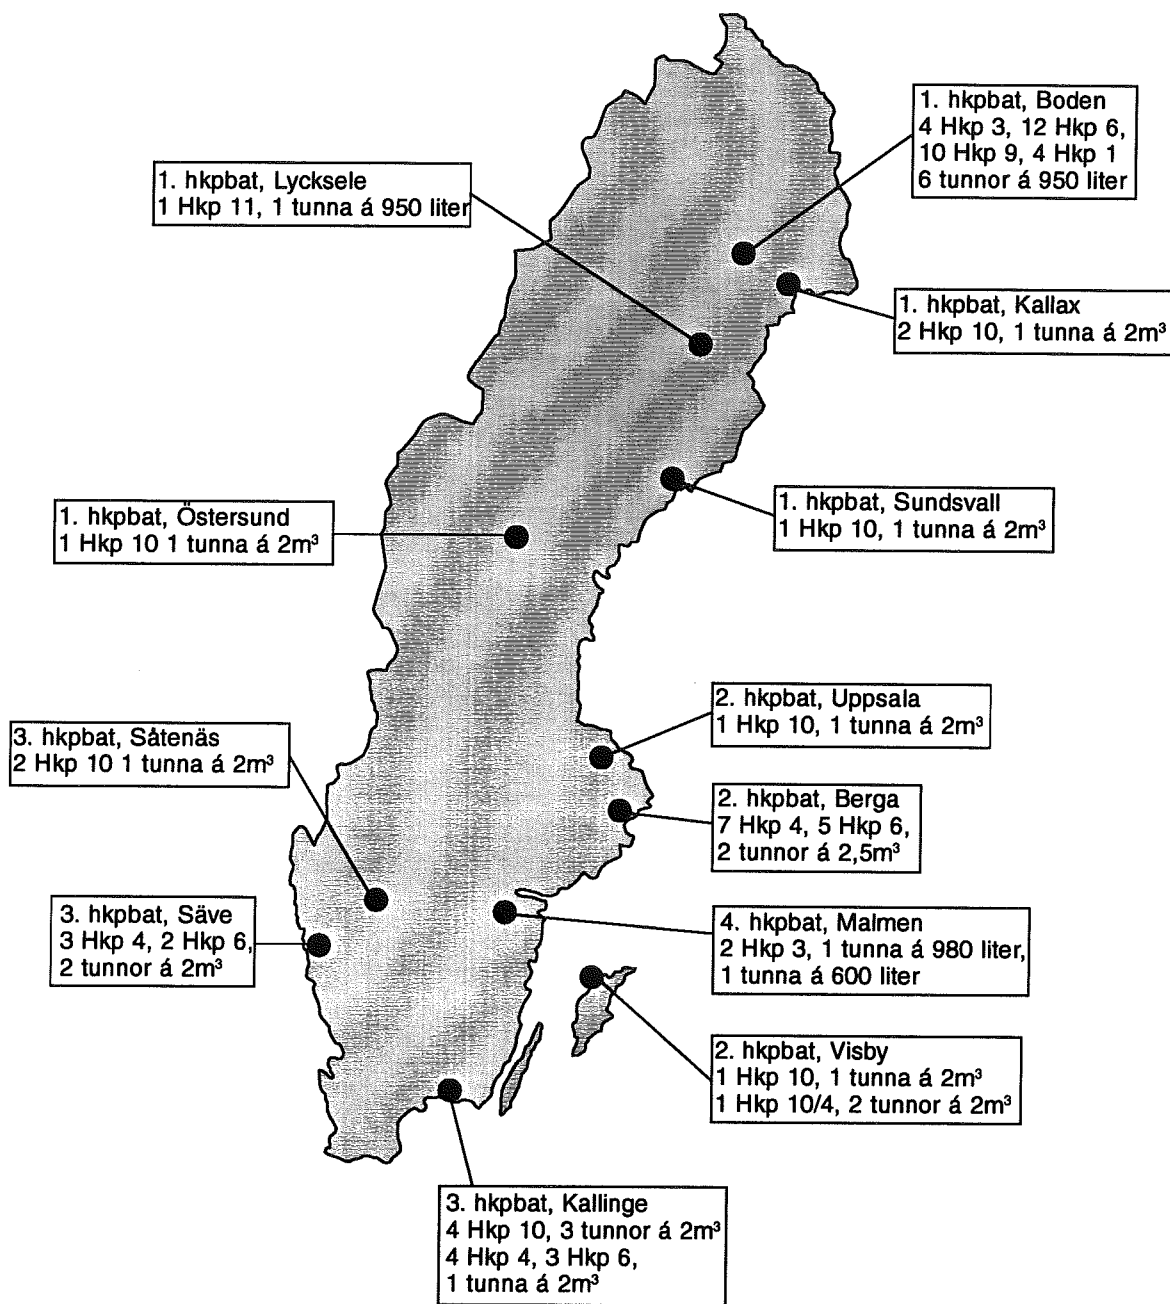 1. hkpbat, Boden
4 Hkp 3, 12 Hkp 6,
10 Hkp 9, 4 Hkp 1
6 tunnor á 950 liter
1. hkpbat, Lycksele
1 Hkp 11, 1 tunna á 950 liter
1. hkpbat, Kallax
2 Hkp 10, 1 tunna á 2m³
1. hkpbat, Östersund
1 Hkp 10 1 tunna á 2m³
1. hkpbat, Sundsvall
1 Hkp 10, 1 tunna á 2m³
2. hkpbat, Uppsala
1 Hkp 10, 1 tunna á 2m³
3. hkpbat, Såtenäs
2 Hkp 10 1 tunna á 2m³
2. hkpbat, Berga
7 Hkp 4, 5 Hkp 6,
2 tunnor á 2,5m³
3. hkpbat, Säve
3 Hkp 4, 2 Hkp 6,
2 tunnor á 2m³
4. hkpbat, Malmen
2 Hkp 3, 1 tunna á 980 liter,
1 tunna á 600 liter
2. hkpbat, Visby
1 Hkp 10, 1 tunna á 2m³
1 Hkp 10/4, 2 tunnor á 2m³
3. hkpbat, Kallinge
4 Hkp 10, 3 tunnor á 2m³
4 Hkp 4, 3 Hkp 6,
1 tunna á 2m³